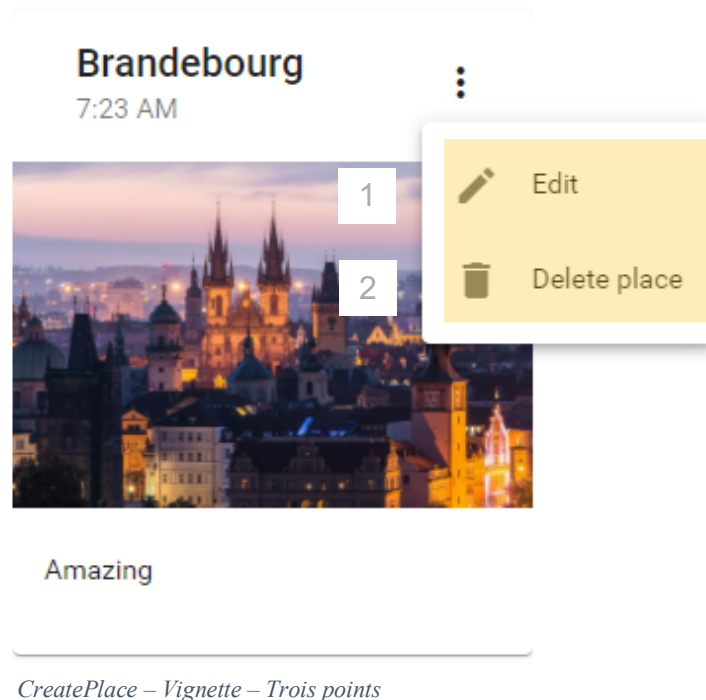 Brandebourg
7:23 AM
1
Edit
2
Delete place
Amazing
CreatePlace – Vignette – Trois points